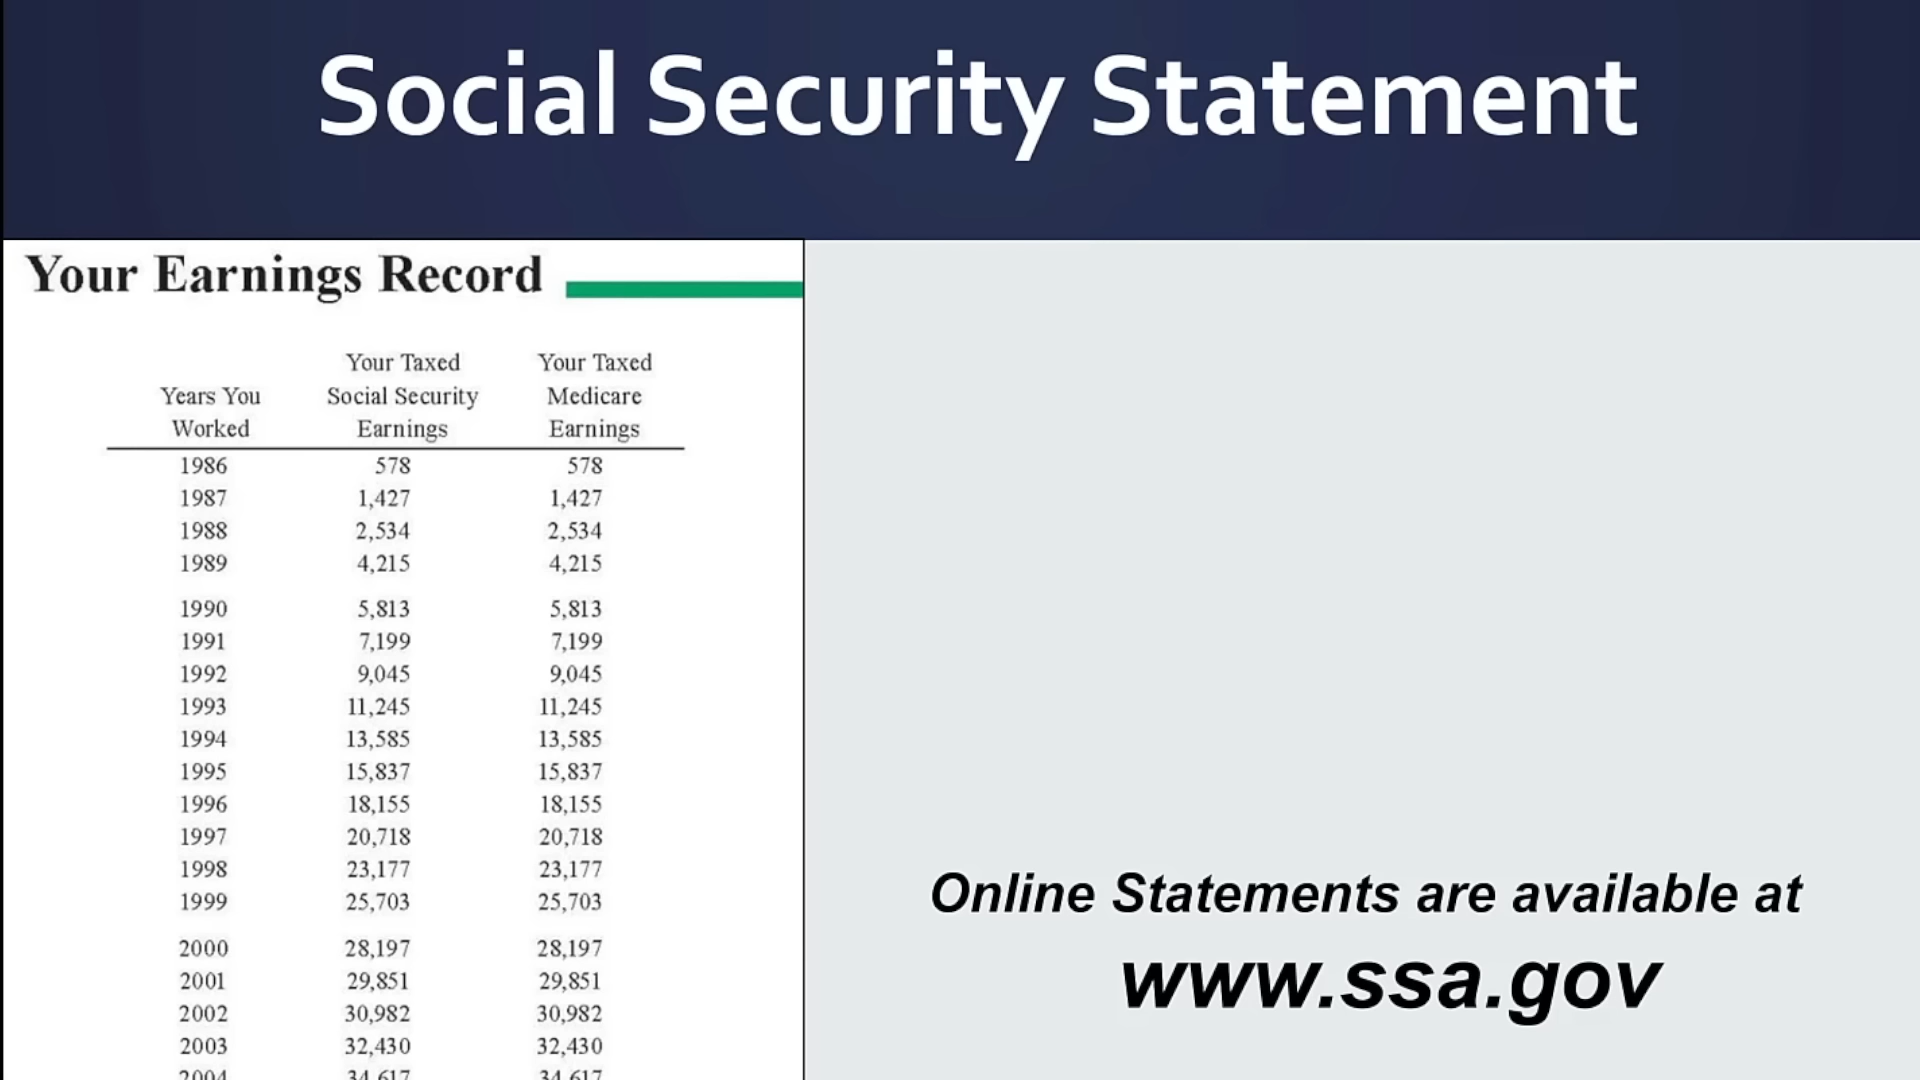 Social Security Statement
Your Earnings Record
Years You Worked | Your Taxed Social Security Earnings | Your Taxed Medicare Earnings
1986 578 578
1987 1,427 1,427
1988 2,534 2,534
1989 4,215 4,215
1990 5,813 5,813
1991 7,199 7,199
1992 9,045 9,045
1993 11,245 11,245
1994 13,585 13,585
1995 15,837 15,837
1996 18,155 18,155
1997 20,718 20,718
1998 23,177 23,177
1999 25,703 25,703
2000 28,197 28,197
2001 29,851 29,851
2002 30,982 30,982
2003 32,430 32,430
2004 34,617 34,617
Online Statements are available at
www.ssa.gov